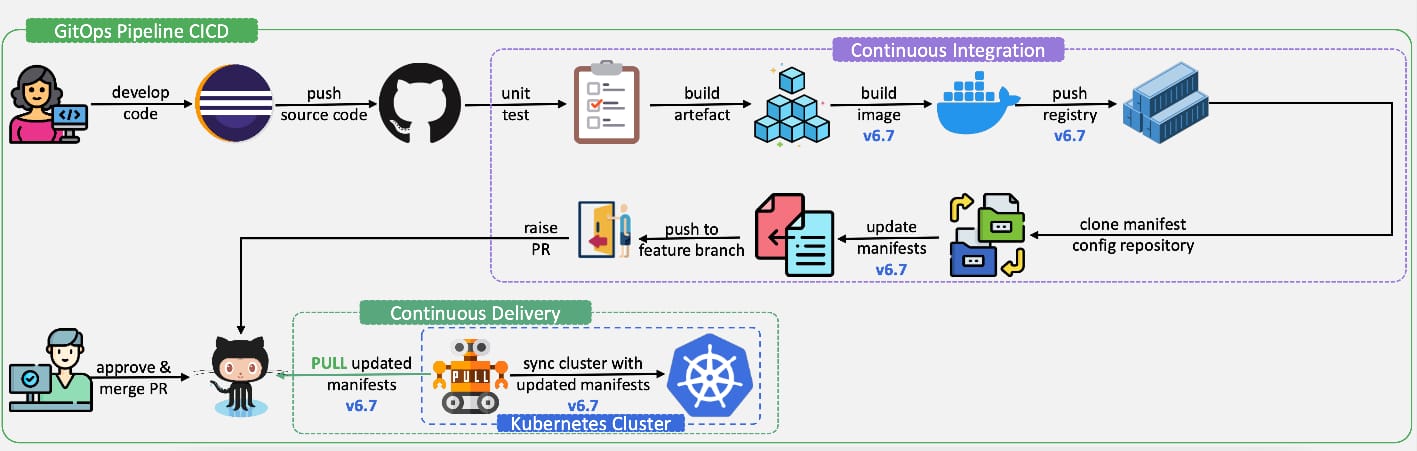 GitOps Pipeline CICD
Continuous Integration
develop
code
push
source code
unit
test
build
artefact
build
image
v6.7
push
registry
v6.7
clone manifest
config repository
update
manifests
v6.7
push to
feature branch
raise
PR
Continuous Delivery
approve &
merge PR
PULL updated
manifests
v6.7
PULL
sync cluster with
updated manifests
v6.7
Kubernetes Cluster